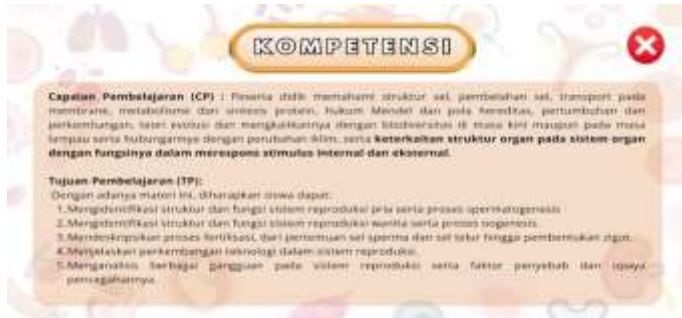 KOMPETENSI
Capaian Pembelajaran (CP) : Peserta didik memahami struktur sel, pembelahan sel, transport pada
membrane, metabolisme dan sintesis protein, Hukum Mendel dan pola hereditas, pertumbuhan dan
perkembangan, teori evolusi dan mengkaitkannya dengan biodiversitas di masa kini maupun pada masa
lampau serta hubungannya dengan perubahan iklim, serta keterkaitan struktur organ pada sistem organ
dengan fungsinya dalam merespons stimulus internal dan eksternal.
Tujuan Pembelajaran (TP):
Dengan adanya materi ini, diharapkan siswa dapat:
1. Mengidentifikasi struktur dan fungsi sistem reproduksi pria serta proses spermatogenesis
2. Mengidentifikasi struktur dan fungsi sistem reproduksi wanita serta proses oogenesis.
3. Mendeskripsikan proses fertilisasi, dari pertemuan sel sperma dan sel telur hingga pembentukan zigot.
4. Menjelaskan perkembangan teknologi dalam sistem reproduksi.
5. Menganalisis berbagai gangguan pada sistem reproduksi serta faktor penyebab dan upaya
pencegahannya.